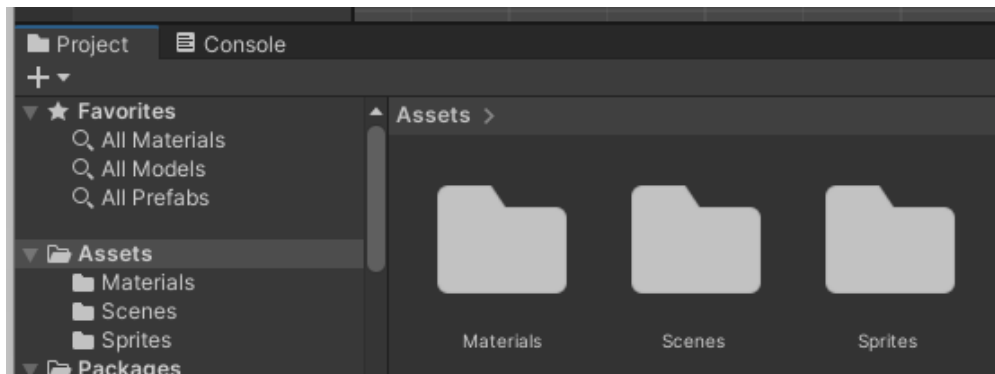 Project
Console
Favorites
All Materials
All Models
All Prefabs
Assets
Materials
Scenes
Sprites
Packages
Assets >
Materials
Scenes
Sprites